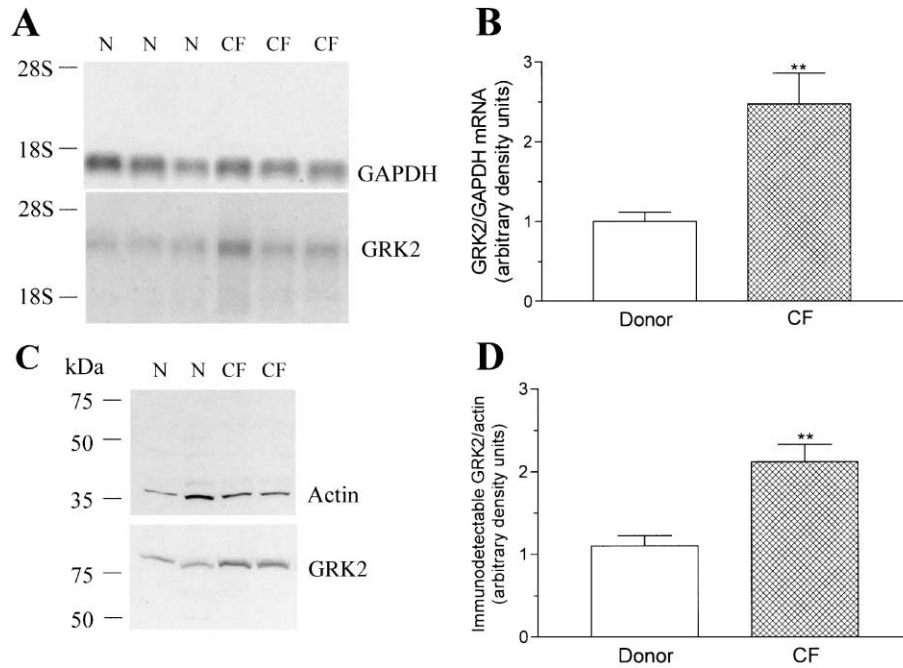 A
N N N CF CF CF
28S
18S
GAPDH
28S
GRK2
18S
B
GRK2/GAPDH mRNA
(arbitrary density units)
3
2
1
0
**
Donor CF
C
kDa
N N CF CF
75
50
35
Actin
75
GRK2
50
D
Immunodetectable GRK2/actin
(arbitrary density units)
3
2
1
0
**
Donor CF